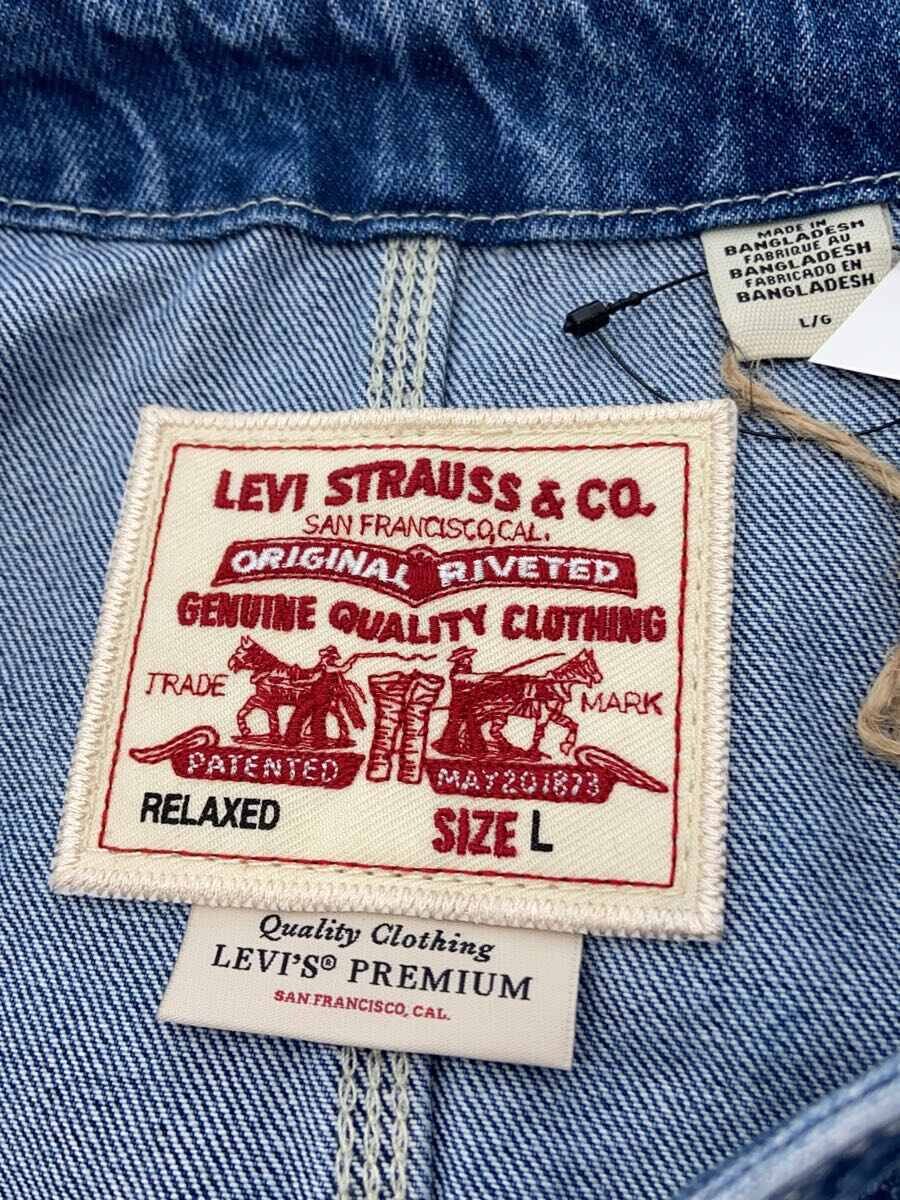 MADE IN
BANGLADESH
FABRIQUE AU
BANGLADESH
FABRICADO EN
BANGLADESH
L/G
LEVI STRAUSS & CO.
SAN FRANCISCO, CAL.
ORIGINAL RIVETED
GENUINE QUALITY CLOTHING
TRADE MARK
PATENTED MAY 20 1873
RELAXED SIZE L
Quality Clothing
LEVI'S® PREMIUM
SAN FRANCISCO, CAL.